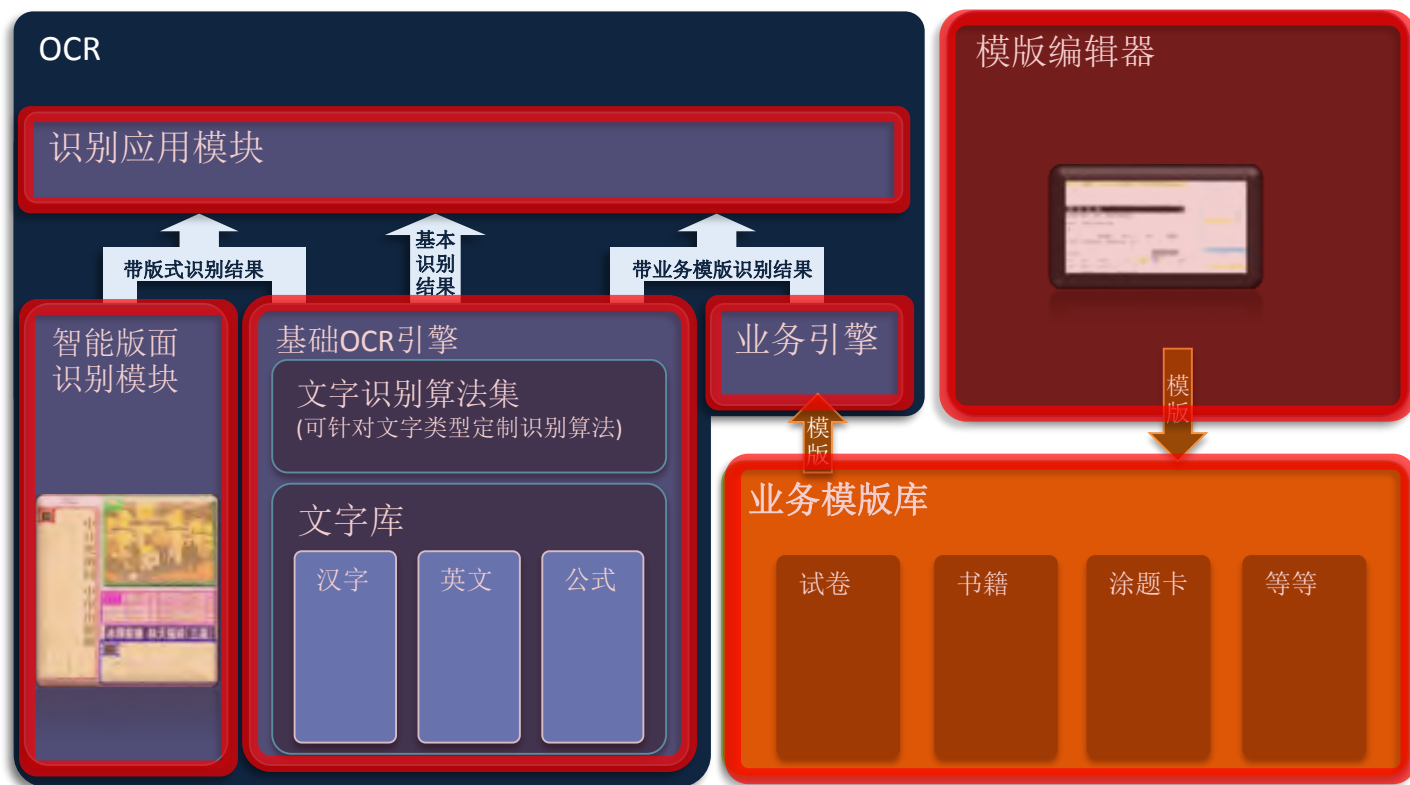 OCR
识别应用模块
带版式识别结果
基本
识别
结果
带业务模版识别结果
智能版面
识别模块
基础OCR引擎
文字识别算法集
(可针对文字类型定制识别算法)
文字库
汉字
英文
公式
业务引擎
模
版
模版编辑器
模
版
业务模版库
试卷
书籍
涂题卡
等等